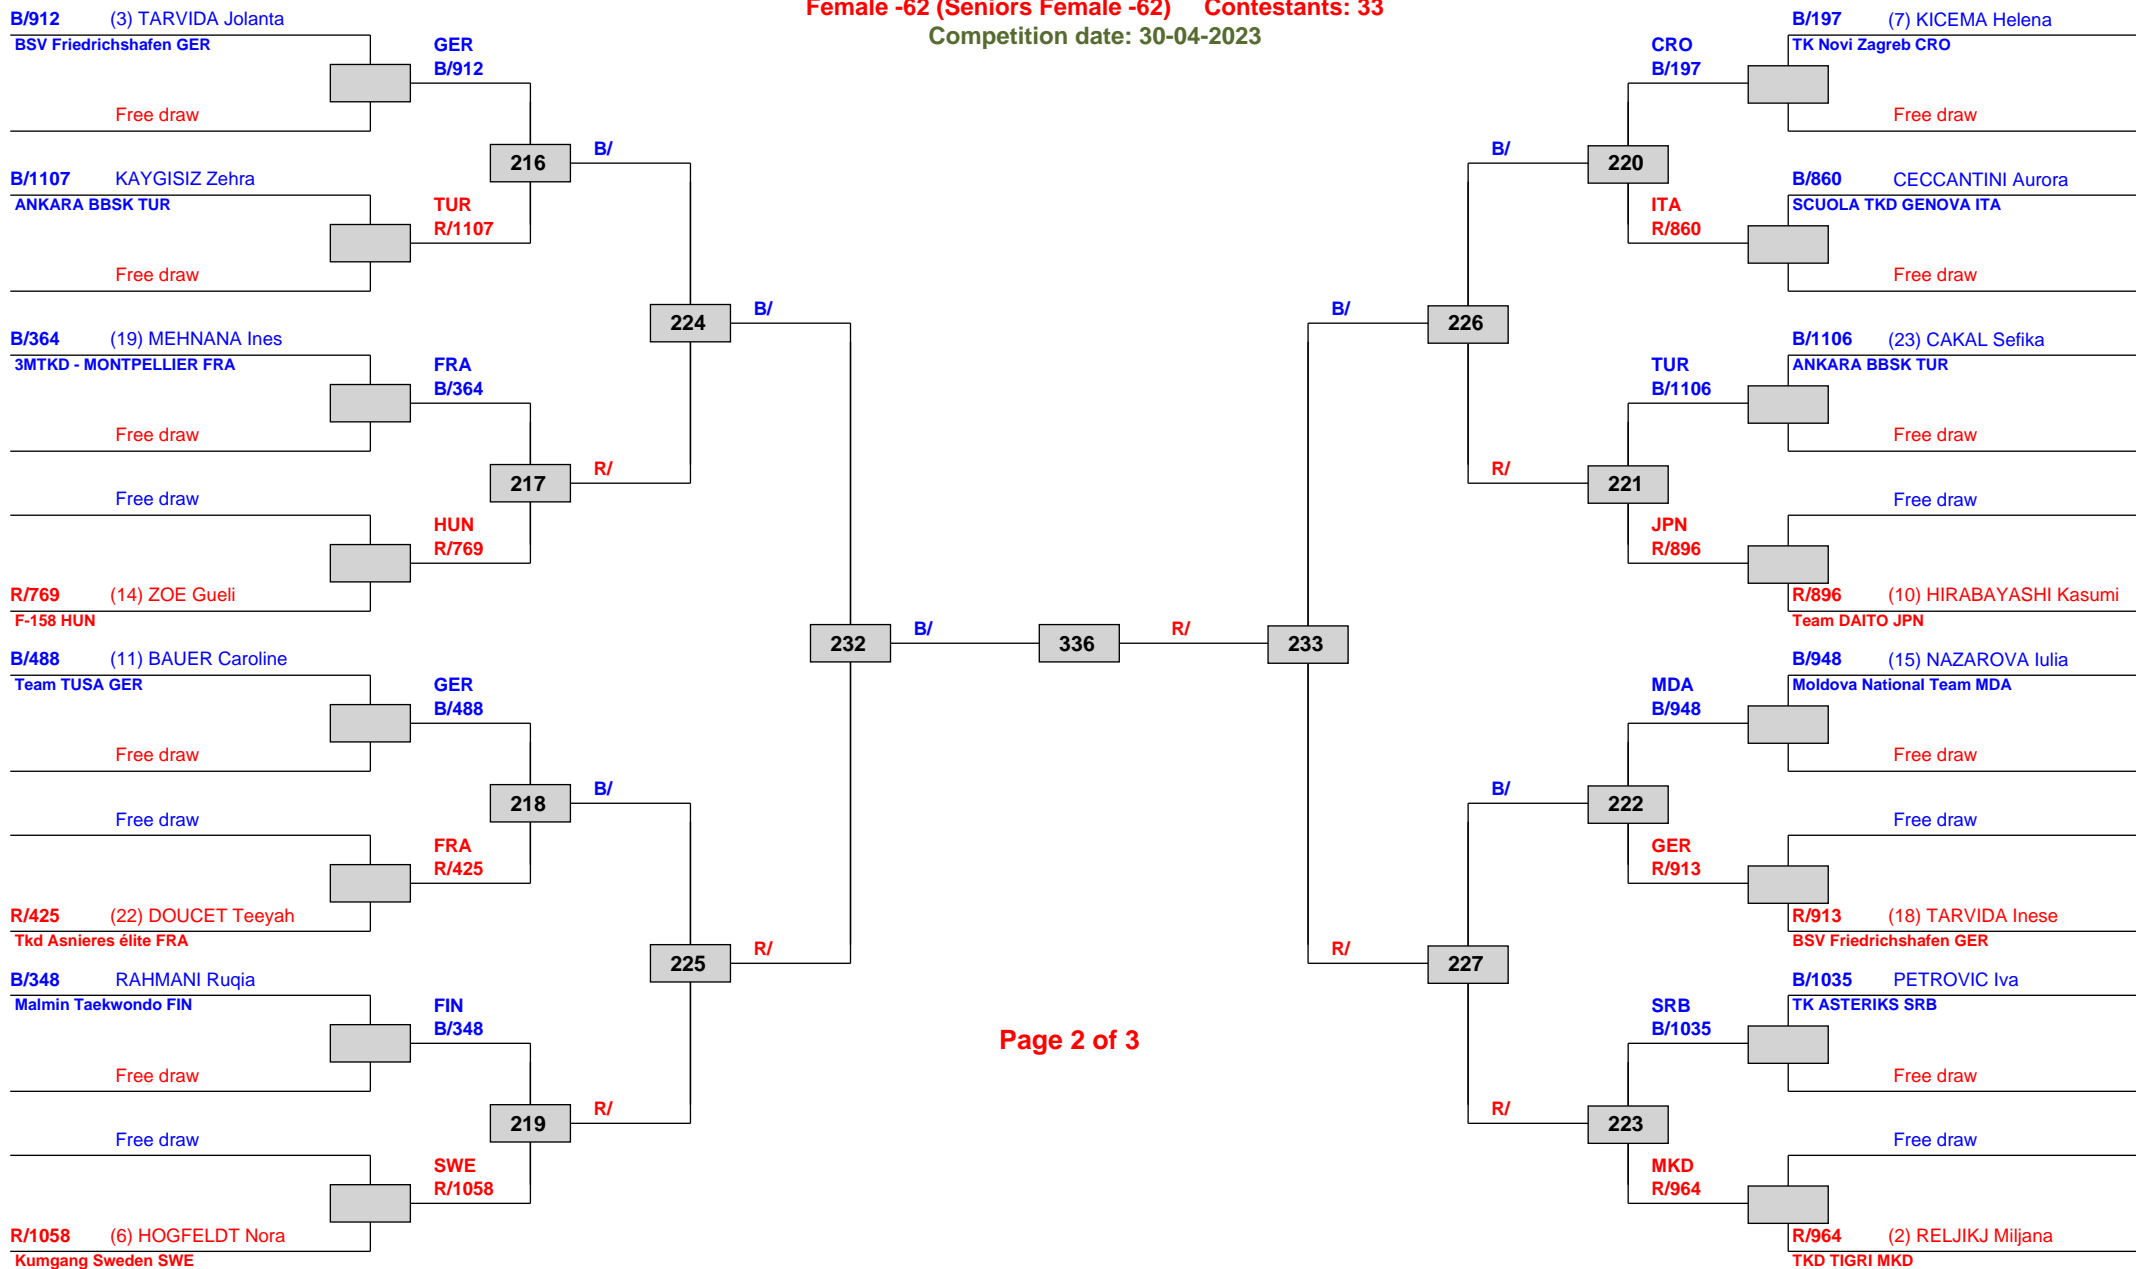 Female -62 (Seniors Female -62) Contestants: 33
Competition date: 30-04-2023
B/912 (3) TARVIDA Jolanta
BSV Friedrichshafen GER
Free draw
GER
B/912
B/1107 KAYGISIZ Zehra
ANKARA BBSK TUR
Free draw
TUR
R/1107
216
B/
B/364 (19) MEHNANA Ines
3MTKD - MONTPELLIER FRA
Free draw
FRA
B/364
Free draw
R/769 (14) ZOE Gueli
F-158 HUN
HUN
R/769
217
R/
224
B/
B/488 (11) BAUER Caroline
Team TUSA GER
Free draw
GER
B/488
Free draw
R/425 (22) DOUCET Teeyah
Tkd Asnieres élite FRA
FRA
R/425
218
B/
B/348 RAHMANI Ruqia
Malmin Taekwondo FIN
Free draw
FIN
B/348
Free draw
R/1058 (6) HOGFELDT Nora
Kumgang Sweden SWE
SWE
R/1058
219
R/
225
R/
232
B/
336
R/
233
B/197 (7) KICEMA Helena
TK Novi Zagreb CRO
Free draw
CRO
B/197
B/860 CECCANTINI Aurora
SCUOLA TKD GENOVA ITA
Free draw
ITA
R/860
220
B/
B/1106 (23) CAKAL Sefika
ANKARA BBSK TUR
Free draw
TUR
B/1106
Free draw
R/896 (10) HIRABAYASHI Kasumi
Team DAITO JPN
JPN
R/896
221
R/
226
B/
B/948 (15) NAZAROVA Iulia
Moldova National Team MDA
Free draw
MDA
B/948
Free draw
R/913 (18) TARVIDA Inese
BSV Friedrichshafen GER
GER
R/913
222
B/
B/1035 PETROVIC Iva
TK ASTERIKS SRB
Free draw
SRB
B/1035
Free draw
R/964 (2) RELJIKJ Miljana
TKD TIGRI MKD
MKD
R/964
223
R/
227
R/
Page 2 of 3